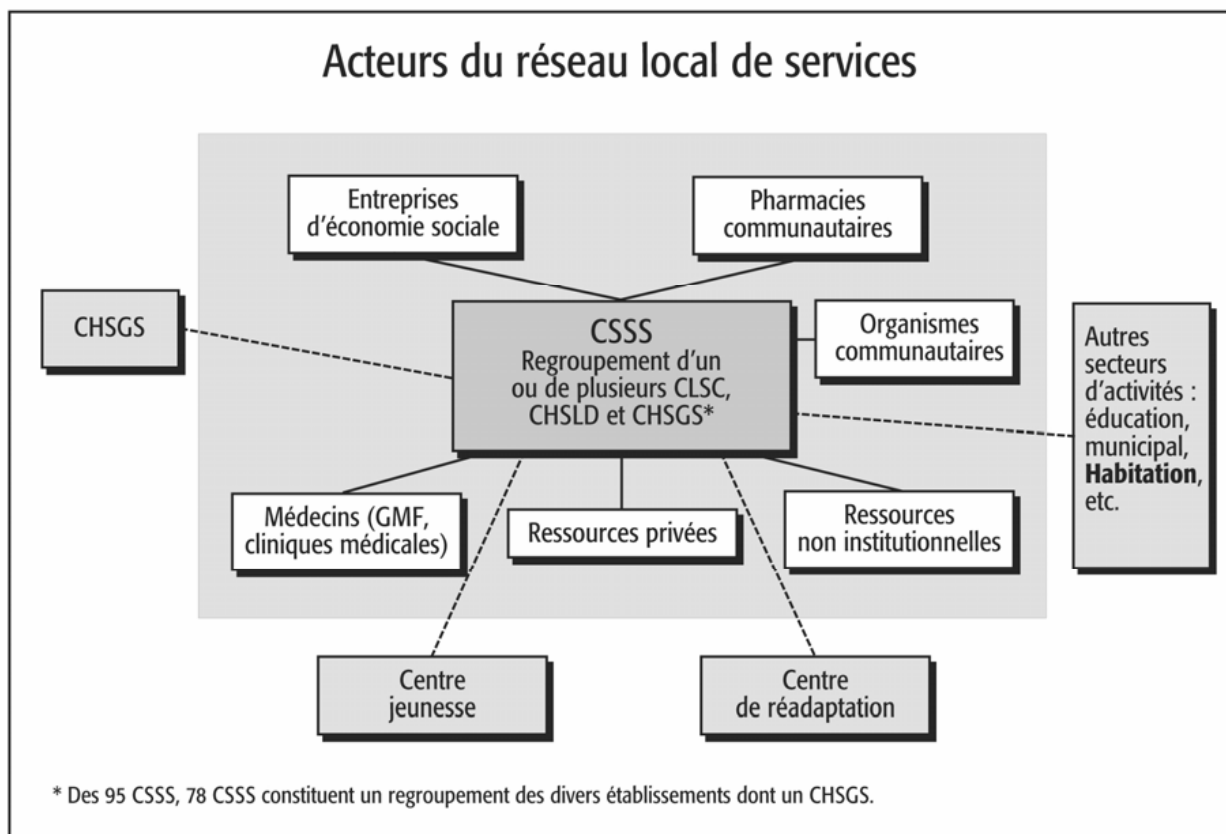 Acteurs du réseau local de services
Entreprises
d'économie sociale
Pharmacies
communautaires
CHSGS
CSSS
Regroupement d'un
ou de plusieurs CLSC,
CHSLD et CHSGS*
Organismes
communautaires
Autres
secteurs
d'activités :
éducation,
municipal,
Habitation,
etc.
Médecins (GMF,
cliniques médicales)
Ressources privées
Ressources
non institutionnelles
Centre
jeunesse
Centre
de réadaptation
* Des 95 CSSS, 78 CSSS constituent un regroupement des divers établissements dont un CHSGS.